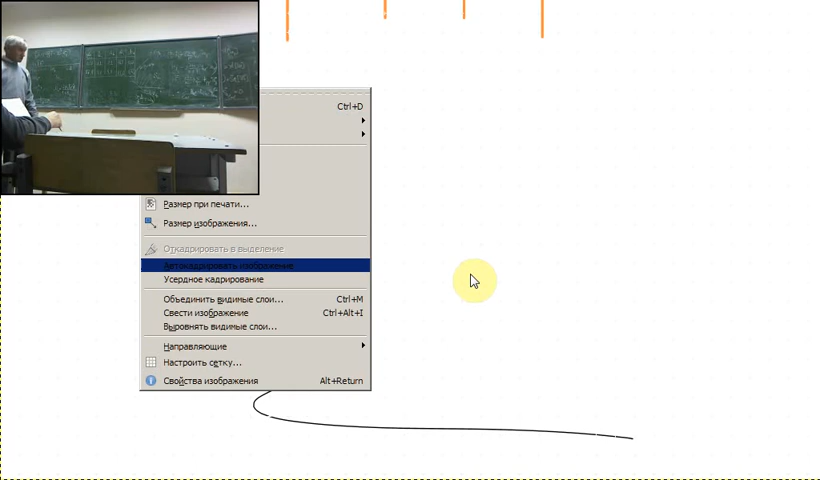 Ctrl+D
Размер при печати...
Размер изображения...
Откадрировать в выделение
Автокадрировать изображение
Усердное кадрирование
Объединить видимые слои... Ctrl+M
Свести изображение Ctrl+Alt+I
Выровнять видимые слои...
Направляющие
Настроить сетку...
Свойства изображения Alt+Return